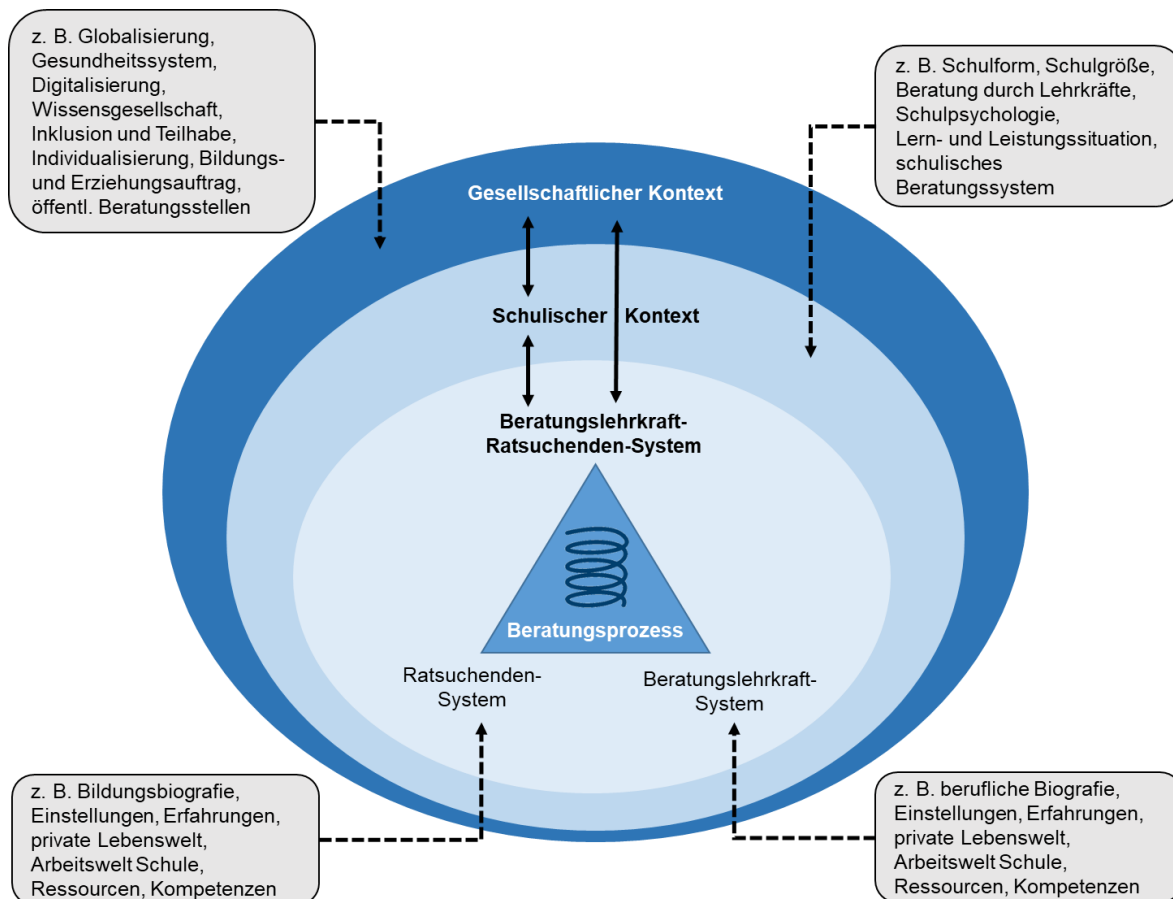 z. B. Globalisierung,
Gesundheitssystem,
Digitalisierung,
Wissensgesellschaft,
Inklusion und Teilhabe,
Individualisierung, Bildungs-
und Erziehungsauftrag,
öffentl. Beratungsstellen
z. B. Schulform, Schulgröße,
Beratung durch Lehrkräfte,
Schulpsychologie,
Lern- und Leistungssituation,
schulisches
Beratungssystem
Gesellschaftlicher Kontext
Schulischer Kontext
Beratungslehrkraft-
Ratsuchenden-System
Beratungsprozess
Ratsuchenden-
System
Beratungslehrkraft-
System
z. B. Bildungsbiografie,
Einstellungen, Erfahrungen,
private Lebenswelt,
Arbeitswelt Schule,
Ressourcen, Kompetenzen
z. B. berufliche Biografie,
Einstellungen, Erfahrungen,
private Lebenswelt,
Arbeitswelt Schule,
Ressourcen, Kompetenzen